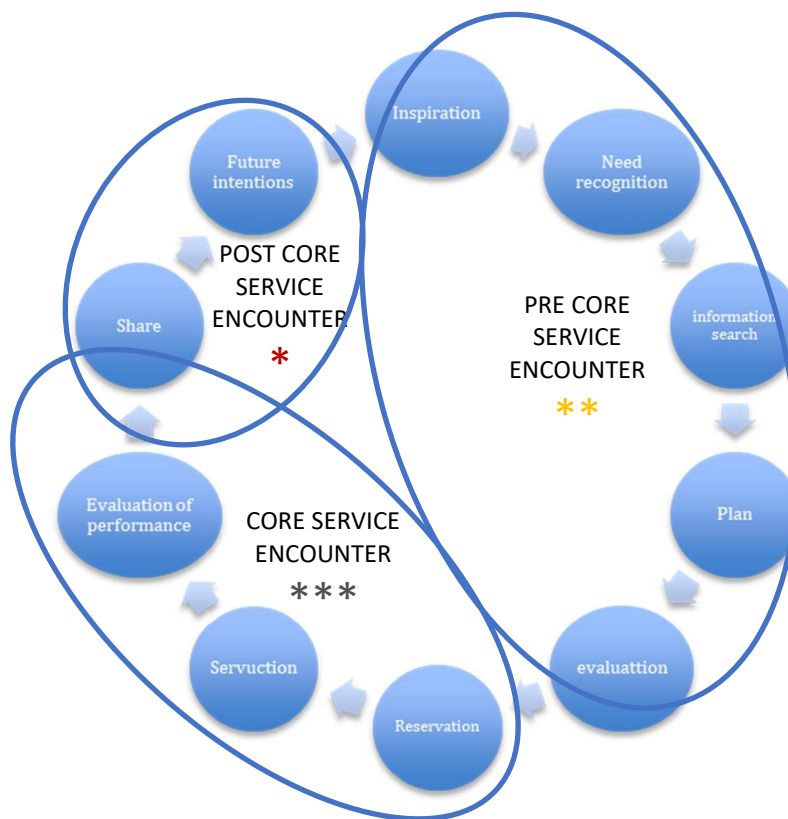 Inspiration
Need
recognition
information
search
Plan
evaluattion
Reservation
Servuction
Evaluation of
performance
Share
Future
intentions
POST CORE
SERVICE
ENCOUNTER
*
PRE CORE
SERVICE
ENCOUNTER
**
CORE SERVICE
ENCOUNTER
***